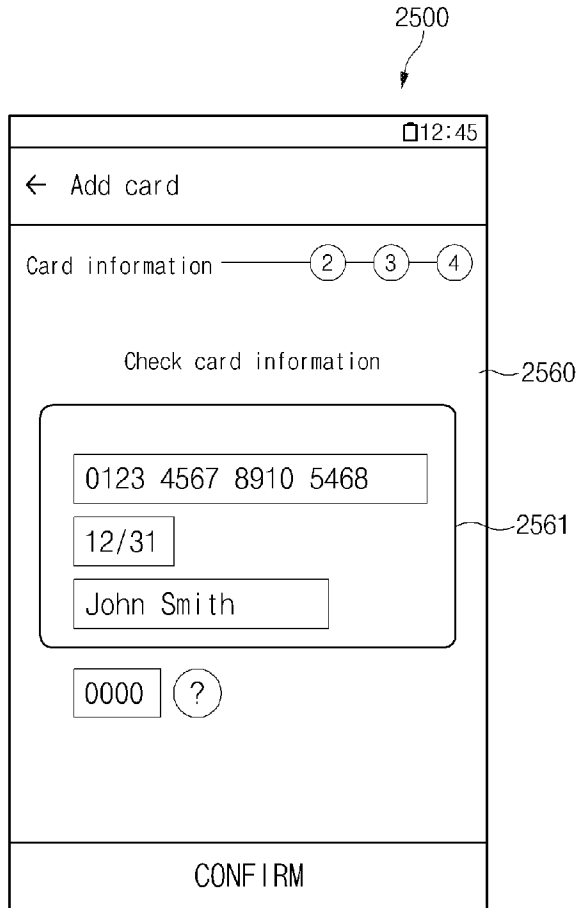 2500
12:45
← Add card
Card information 2 3 4
Check card information
2560
0123 4567 8910 5468
12/31
2561
John Smith
0000 ?
CONFIRM